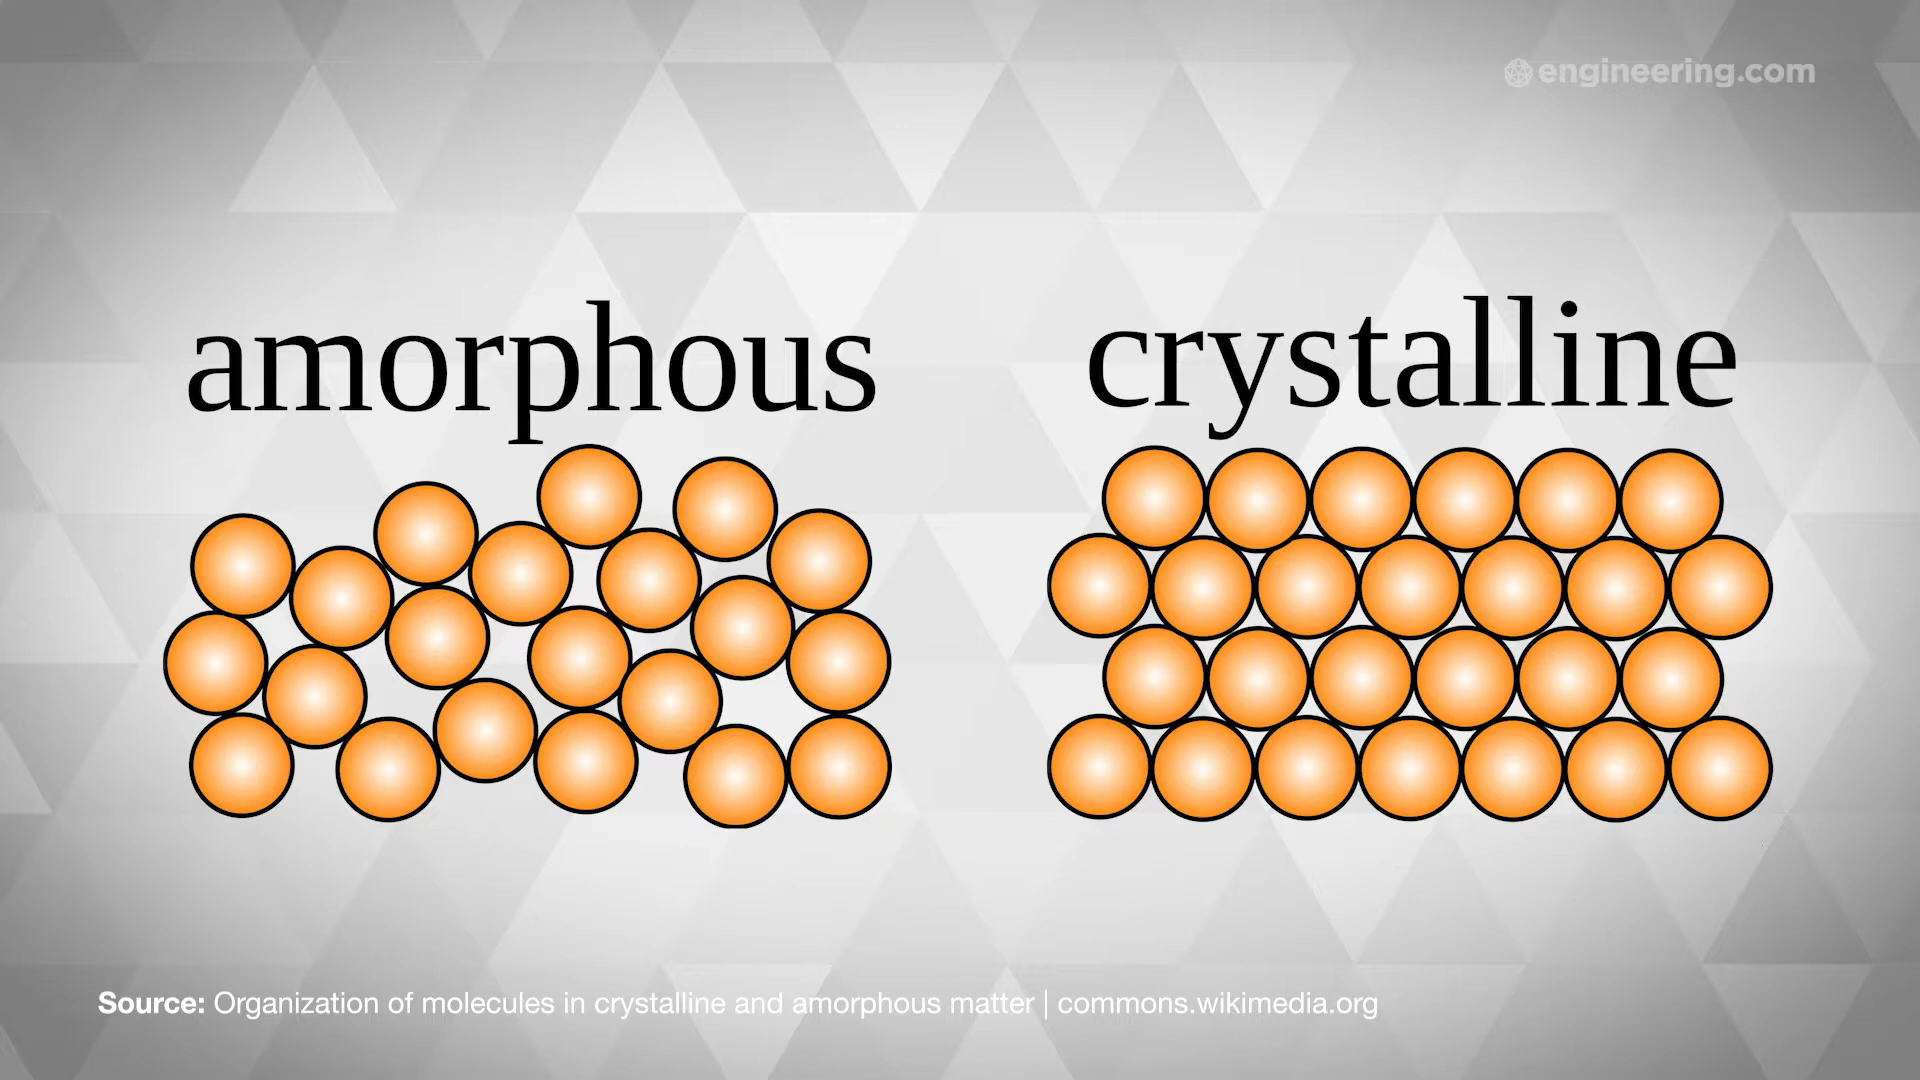 engineering.com
amorphous
crystalline
Source: Organization of molecules in crystalline and amorphous matter | commons.wikimedia.org